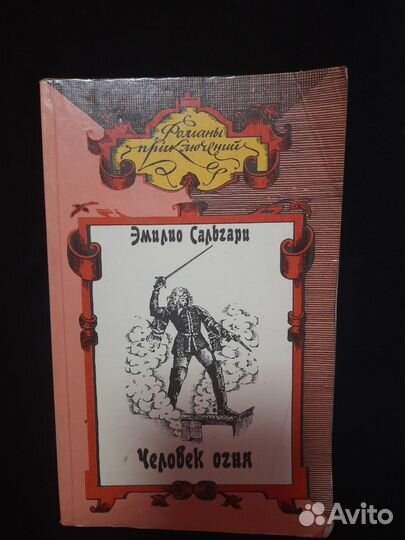 Романы
приключений
Эмилио Сальгари
Человек огня
Avito